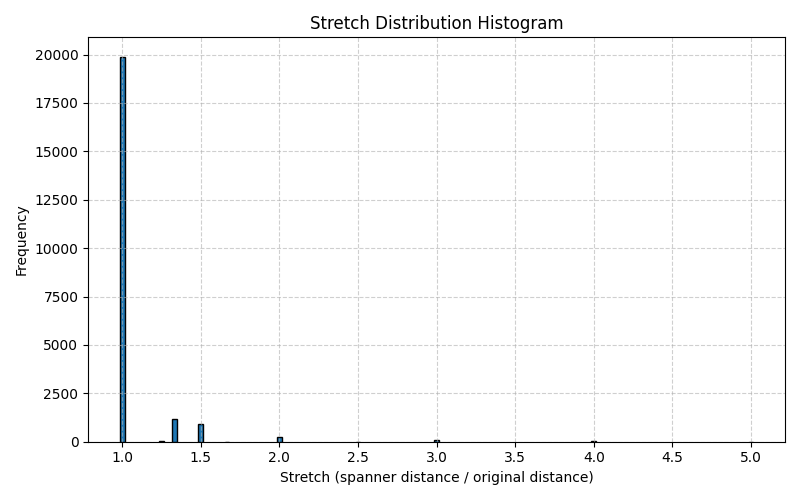 Stretch Distribution Histogram
Frequency
20000
17500
15000
12500
10000
7500
5000
2500
0
1.0 1.5 2.0 2.5 3.0 3.5 4.0 4.5 5.0
Stretch (spanner distance / original distance)